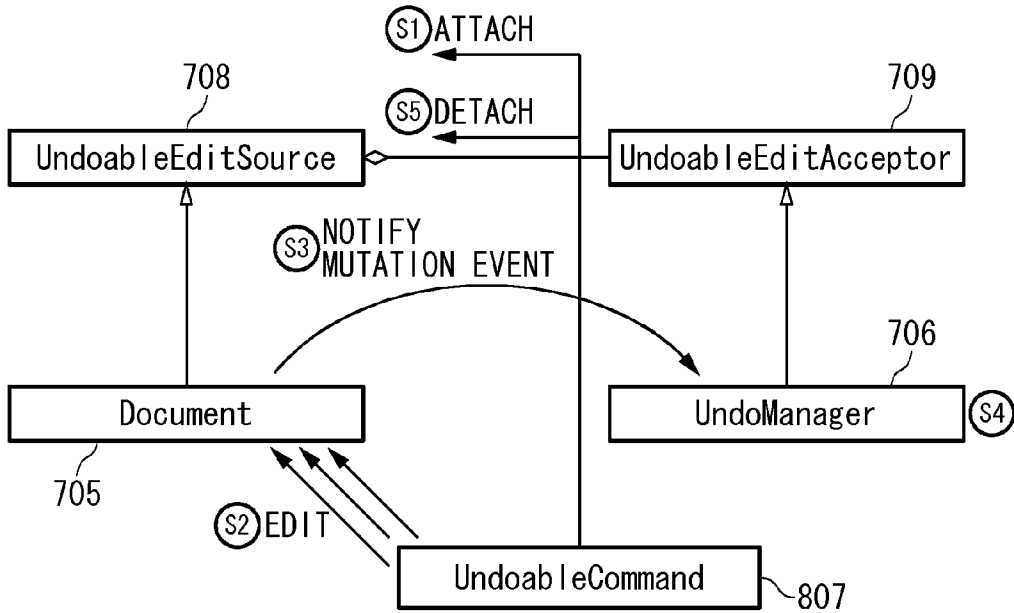 S1 ATTACH
708
709
S5 DETACH
UndoableEditSource
UndoableEditAcceptor
S3 NOTIFY
MUTATION EVENT
706
Document
UndoManager
S4
705
S2 EDIT
UndoableCommand
807